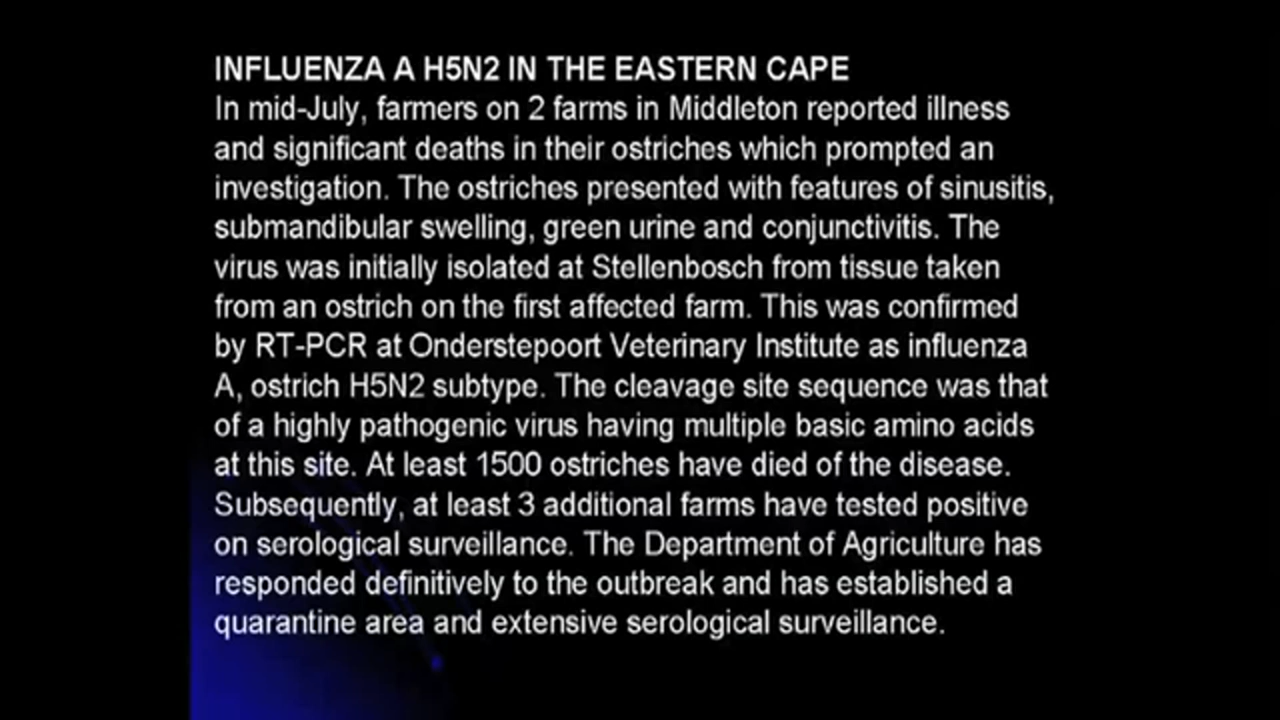 INFLUENZA A H5N2 IN THE EASTERN CAPE
In mid-July, farmers on 2 farms in Middleton reported illness
and significant deaths in their ostriches which prompted an
investigation. The ostriches presented with features of sinusitis,
submandibular swelling, green urine and conjunctivitis. The
virus was initially isolated at Stellenbosch from tissue taken
from an ostrich on the first affected farm. This was confirmed
by RT-PCR at Onderstepoort Veterinary Institute as influenza
A, ostrich H5N2 subtype. The cleavage site sequence was that
of a highly pathogenic virus having multiple basic amino acids
at this site. At least 1500 ostriches have died of the disease.
Subsequently, at least 3 additional farms have tested positive
on serological surveillance. The Department of Agriculture has
responded definitively to the outbreak and has established a
quarantine area and extensive serological surveillance.